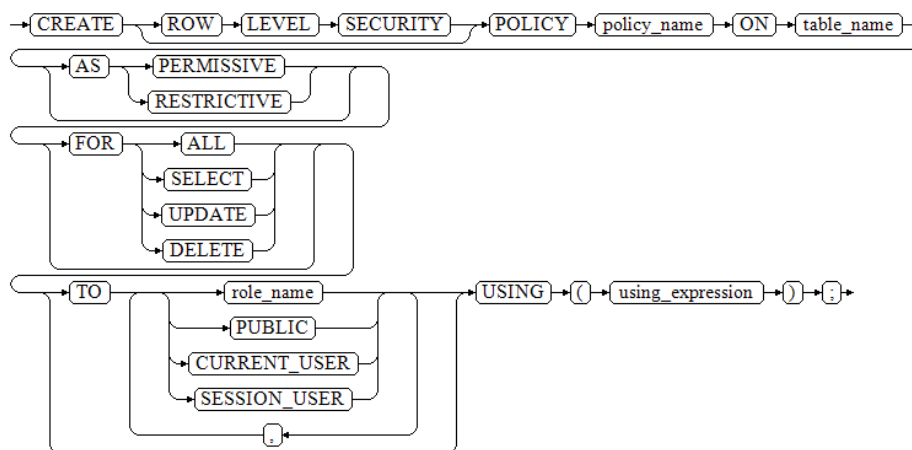 CREATE ROW LEVEL SECURITY POLICY policy_name ON table_name
AS PERMISSIVE
RESTRICTIVE
FOR ALL
SELECT
UPDATE
DELETE
TO role_name USING ( using_expression ) ;
PUBLIC
CURRENT_USER
SESSION_USER
,